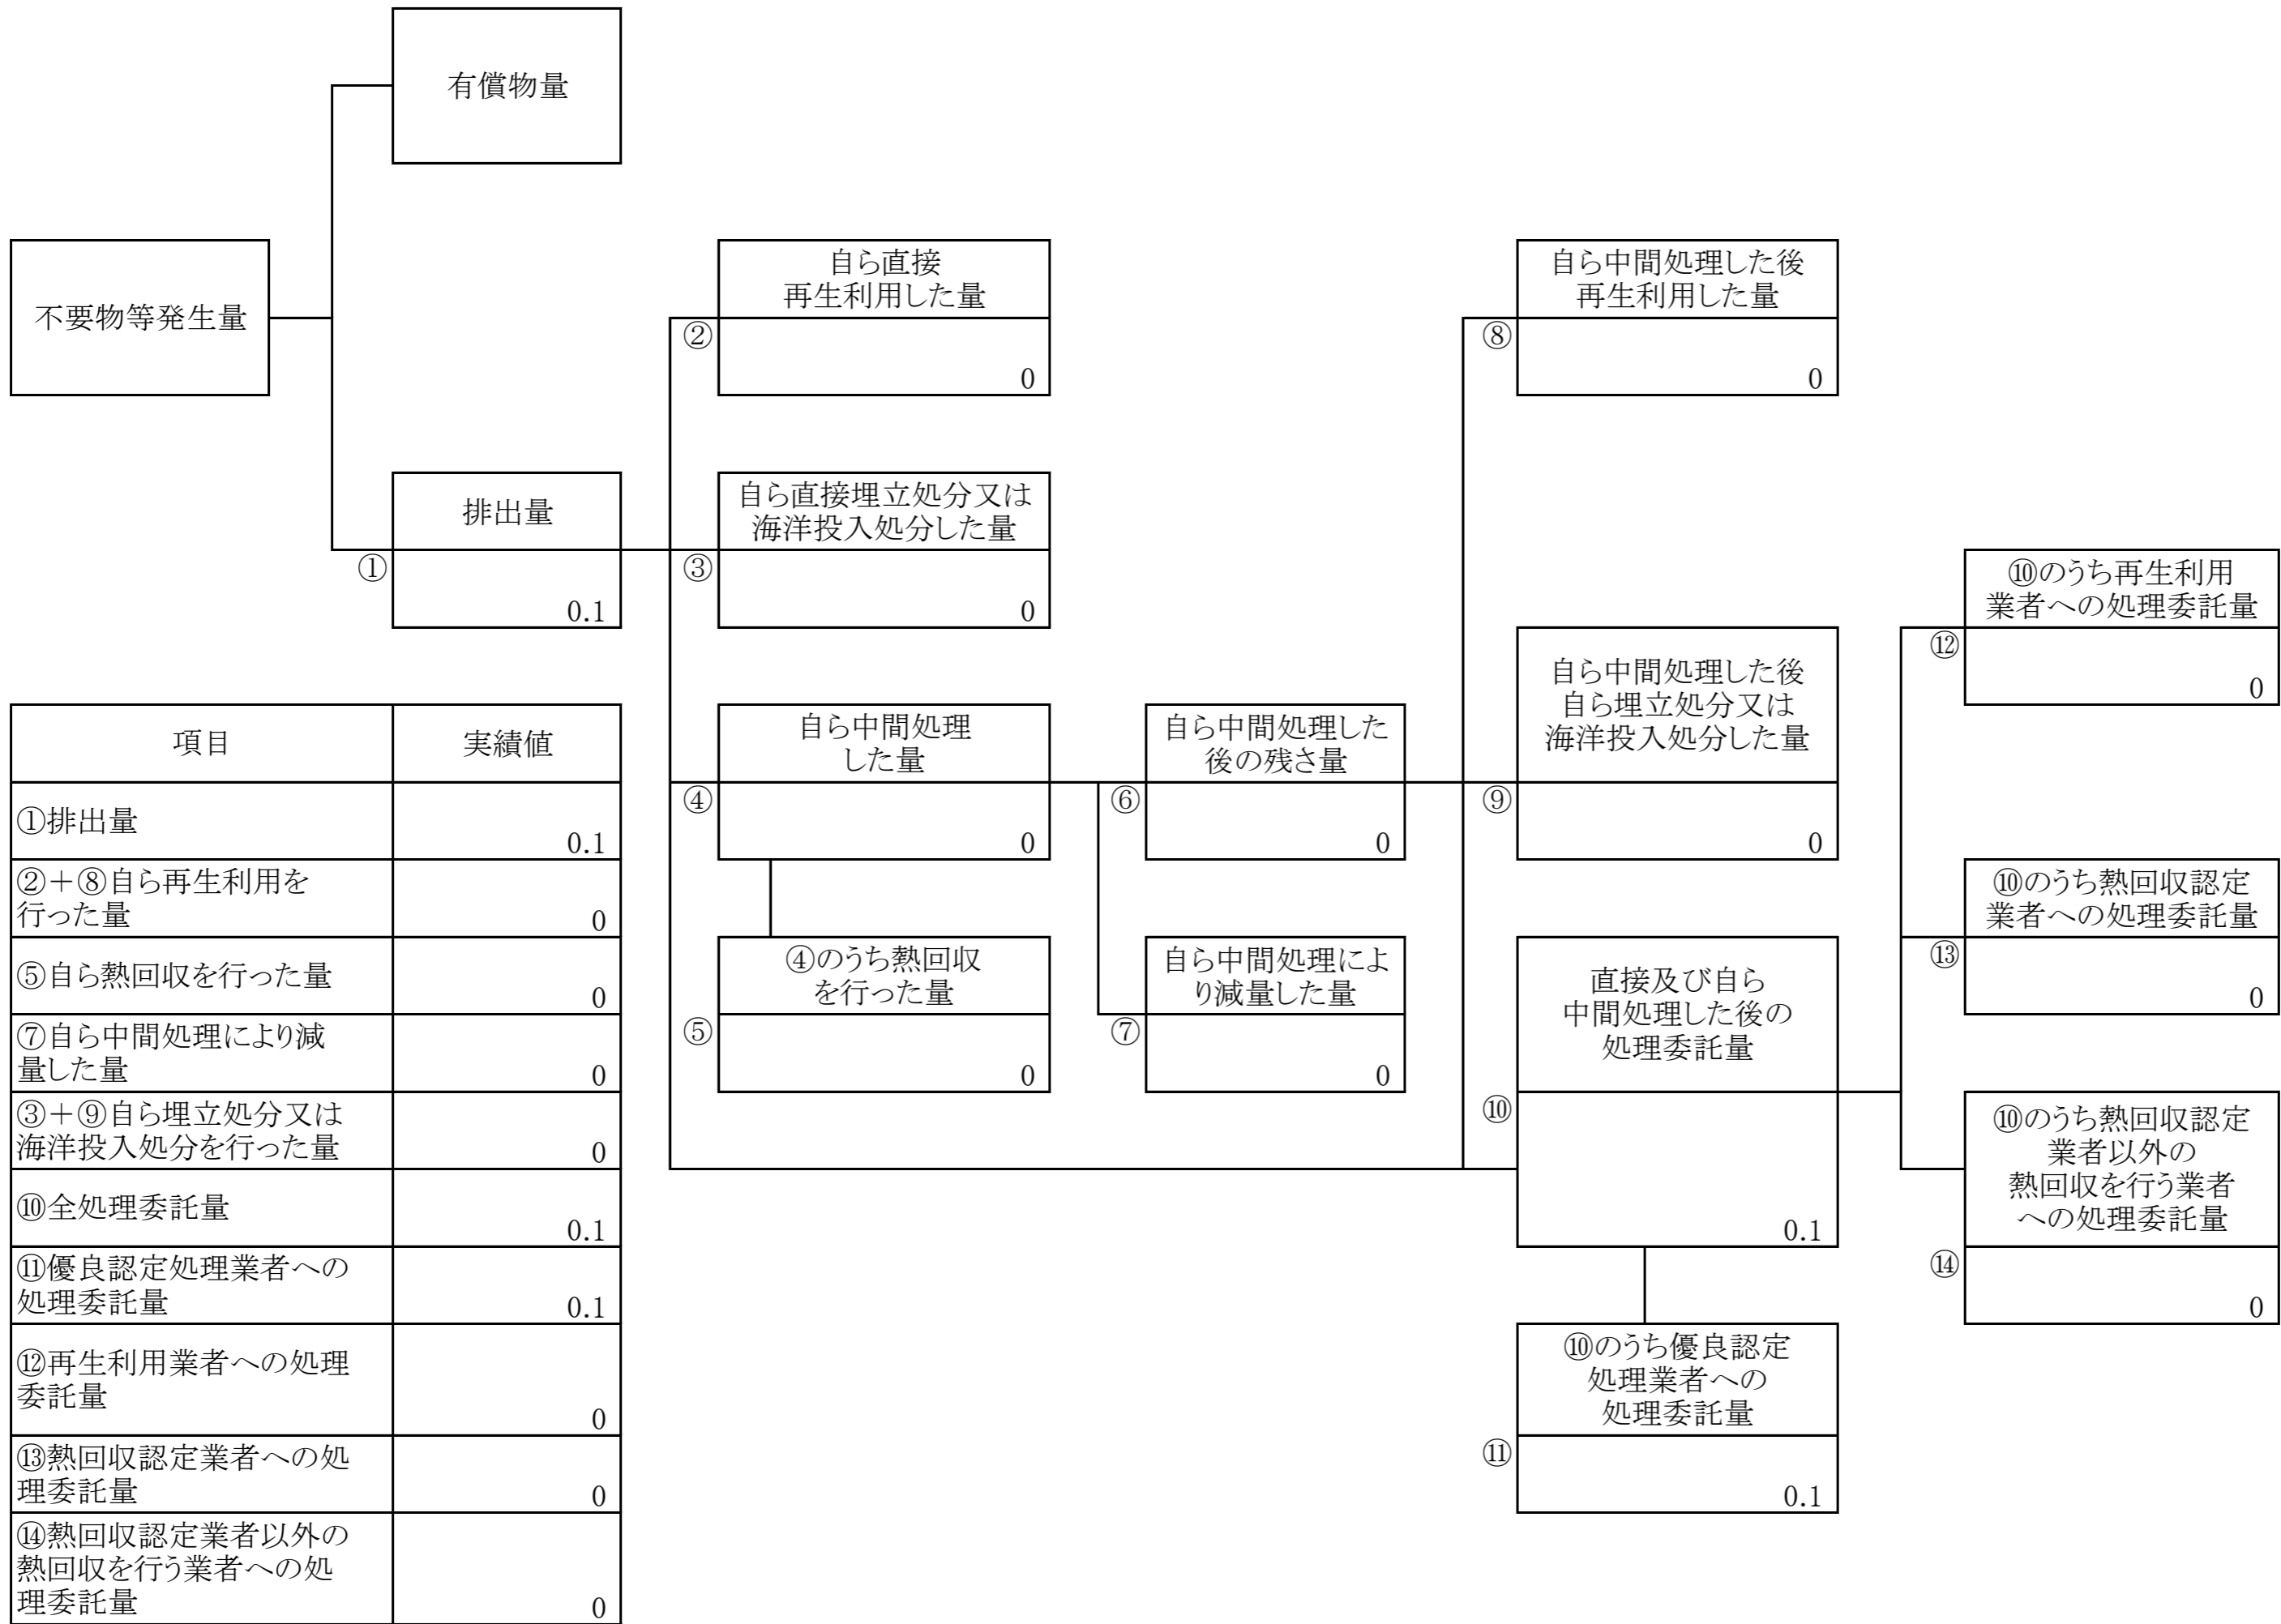 有償物量
不要物等発生量
自ら直接
再生利用した量
②
0
自ら中間処理した後
再生利用した量
⑧
0
排出量
①
0.1
自ら直接埋立処分又は
海洋投入処分した量
③
0
⑩のうち再生利用
業者への処理委託量
⑫
0
自ら中間処理
した量
④
0
自ら中間処理した
後の残さ量
⑥
0
自ら中間処理した後
自ら埋立処分又は
海洋投入処分した量
⑨
0
⑩のうち熱回収認定
業者への処理委託量
⑬
0
④のうち熱回収
を行った量
⑤
0
自ら中間処理によ
り減量した量
⑦
0
直接及び自ら
中間処理した後の
処理委託量
⑩
0.1
⑩のうち熱回収認定
業者以外の
熱回収を行う業者
への処理委託量
⑭
0
⑩のうち優良認定
処理業者への
処理委託量
⑪
0.1
項目 実績値
①排出量
0.1
②+⑧自ら再生利用を
行った量
0
⑤自ら熱回収を行った量
0
⑦自ら中間処理により減
量した量
0
③+⑨自ら埋立処分又は
海洋投入処分を行った量
0
⑩全処理委託量
0.1
⑪優良認定処理業者への
処理委託量
0.1
⑫再生利用業者への処理
委託量
0
⑬熱回収認定業者への処
理委託量
0
⑭熱回収認定業者以外の
熱回収を行う業者への処
理委託量
0